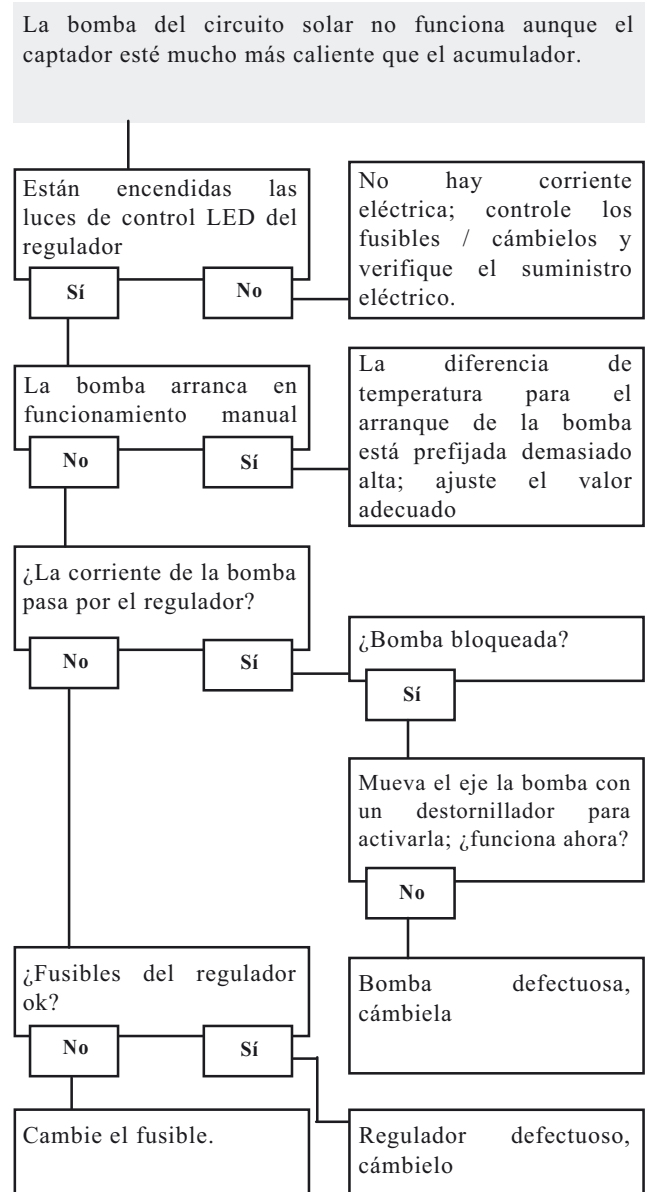 La bomba del circuito solar no funciona aunque el
captador esté mucho más caliente que el acumulador.
Están encendidas las
luces de control LED del
regulador
Sí
No
No hay corriente
eléctrica; controle los
fusibles / cámbielos y
verifique el suministro
eléctrico.
La bomba arranca en
funcionamiento manual
No
Sí
La diferencia de
temperatura para el
arranque de la bomba
está prefijada demasiado
alta; ajuste el valor
adecuado
¿La corriente de la bomba
pasa por el regulador?
No
Sí
¿Bomba bloqueada?
Sí
Mueva el eje la bomba con
un destornillador para
activarla; ¿funciona ahora?
No
Bomba defectuosa,
cámbiela
¿Fusibles del regulador
ok?
No
Sí
Cambie el fusible.
Regulador defectuoso,
cámbielo